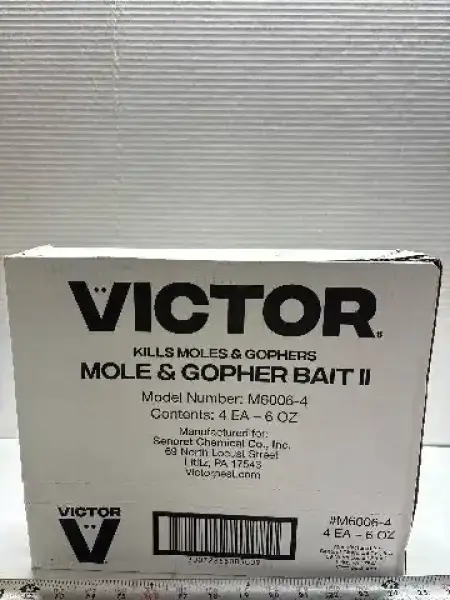 VICTOR
KILLS MOLES & GOPHERS
MOLE & GOPHER BAIT II
Model Number: M6006-4
Contents: 4 EA – 6 OZ
Manufactured for:
Senoret Chemical Co., Inc.
69 North Locust Street
Lititz, PA 17543
Victorpest.com
VICTOR
#M6006-4
4 EA – 6 OZ